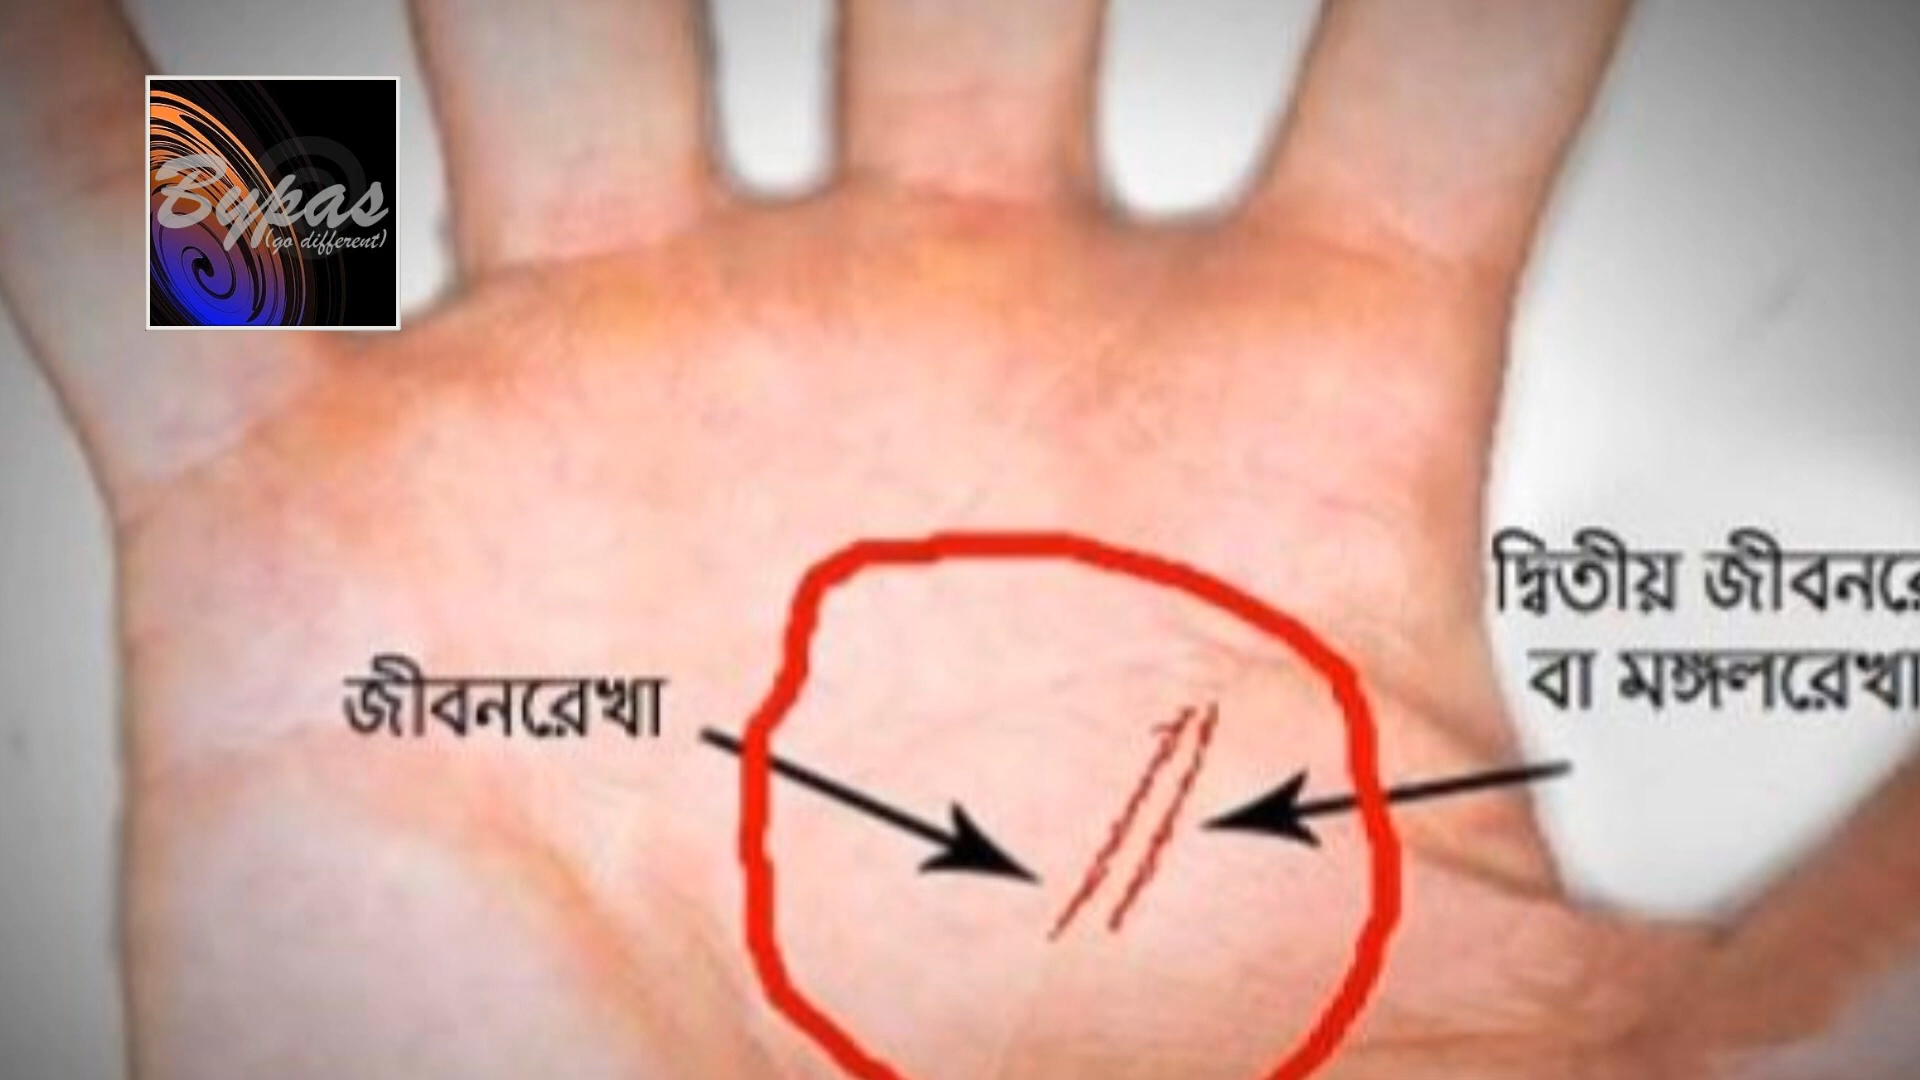 Bypas
(go different)
দ্বিতীয় জীবনরে
বা মঙ্গলরেখা
জীবনরেখা